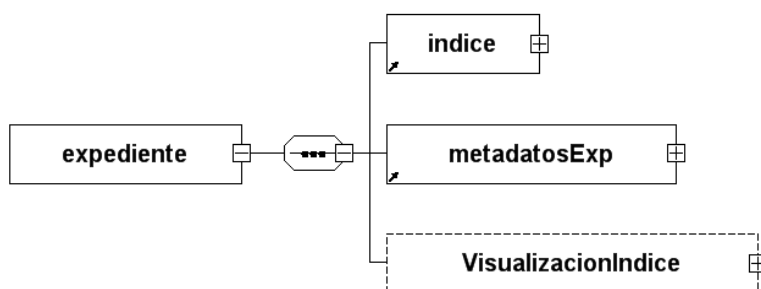 indice
expediente
metadatosExp
VisualizacionIndice